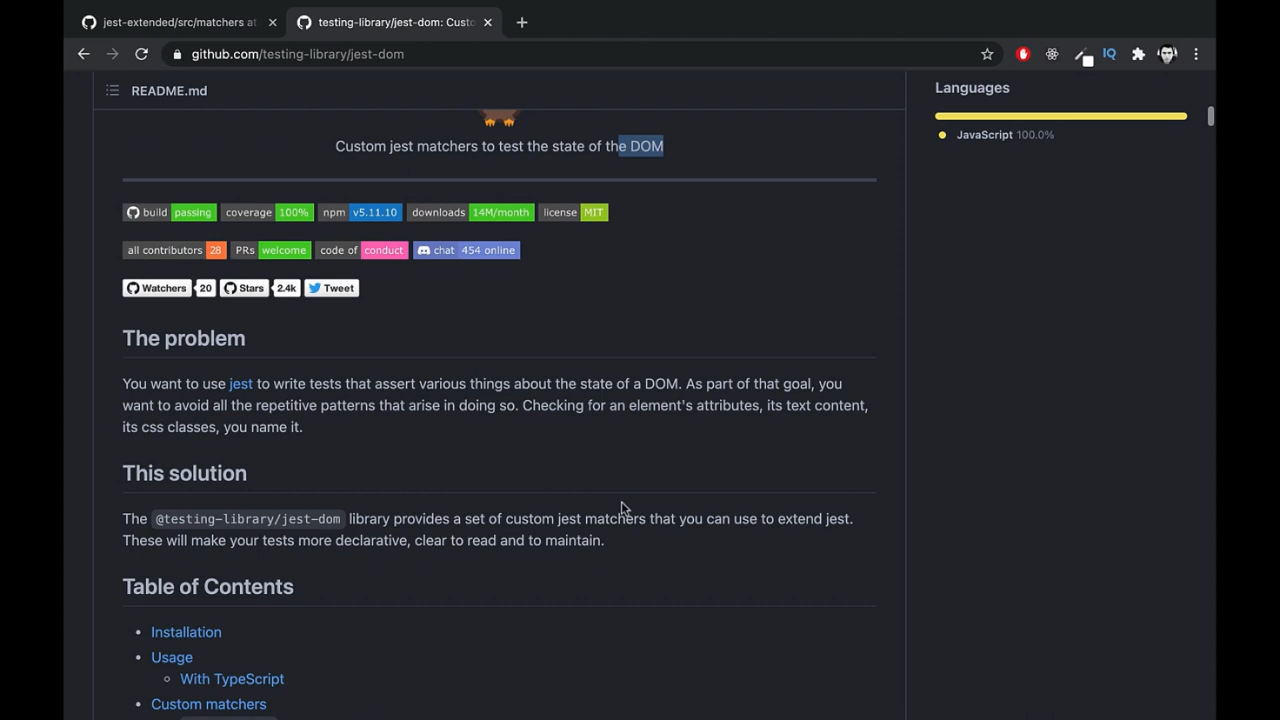 jest-extended/src/matchers at
testing-library/jest-dom: Custo
github.com/testing-library/jest-dom
IQ
README.md
Languages
JavaScript 100.0%
Custom jest matchers to test the state of the DOM
build passing coverage 100% npm v5.11.10 downloads 14M/month license MIT
all contributors 28 PRs welcome code of conduct chat 454 online
Watchers 20 Stars 2.4k Tweet
The problem
You want to use jest to write tests that assert various things about the state of a DOM. As part of that goal, you
want to avoid all the repetitive patterns that arise in doing so. Checking for an element's attributes, its text content,
its css classes, you name it.
This solution
The @testing-library/jest-dom library provides a set of custom jest matchers that you can use to extend jest.
These will make your tests more declarative, clear to read and to maintain.
Table of Contents
• Installation
• Usage
◦ With TypeScript
• Custom matchers